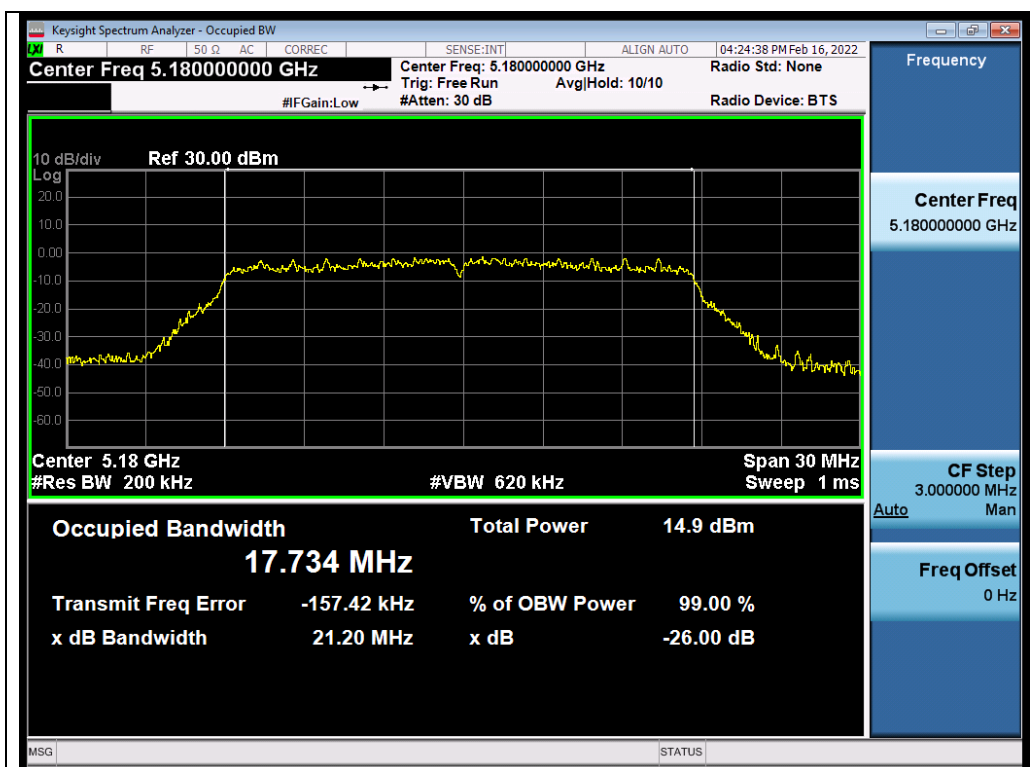 Keysight Spectrum Analyzer - Occupied BW
LXI R RF 50 Ω AC CORREC SENSE:INT ALIGN AUTO 04:24:38 PM Feb 16, 2022
Center Freq 5.180000000 GHz
Center Freq: 5.180000000 GHz Radio Std: None
Trig: Free Run Avg|Hold: 10/10
#IFGain:Low #Atten: 30 dB Radio Device: BTS
Frequency
10 dB/div Ref 30.00 dBm
Log
20.0
10.0
0.00
-10.0
-20.0
-30.0
-40.0
-50.0
-60.0
Center 5.18 GHz Span 30 MHz
#Res BW 200 kHz #VBW 620 kHz Sweep 1 ms
Center Freq
5.180000000 GHz
CF Step
3.000000 MHz
Auto Man
Freq Offset
0 Hz
Occupied Bandwidth Total Power 14.9 dBm
17.734 MHz
Transmit Freq Error -157.42 kHz % of OBW Power 99.00 %
x dB Bandwidth 21.20 MHz x dB -26.00 dB
MSG STATUS